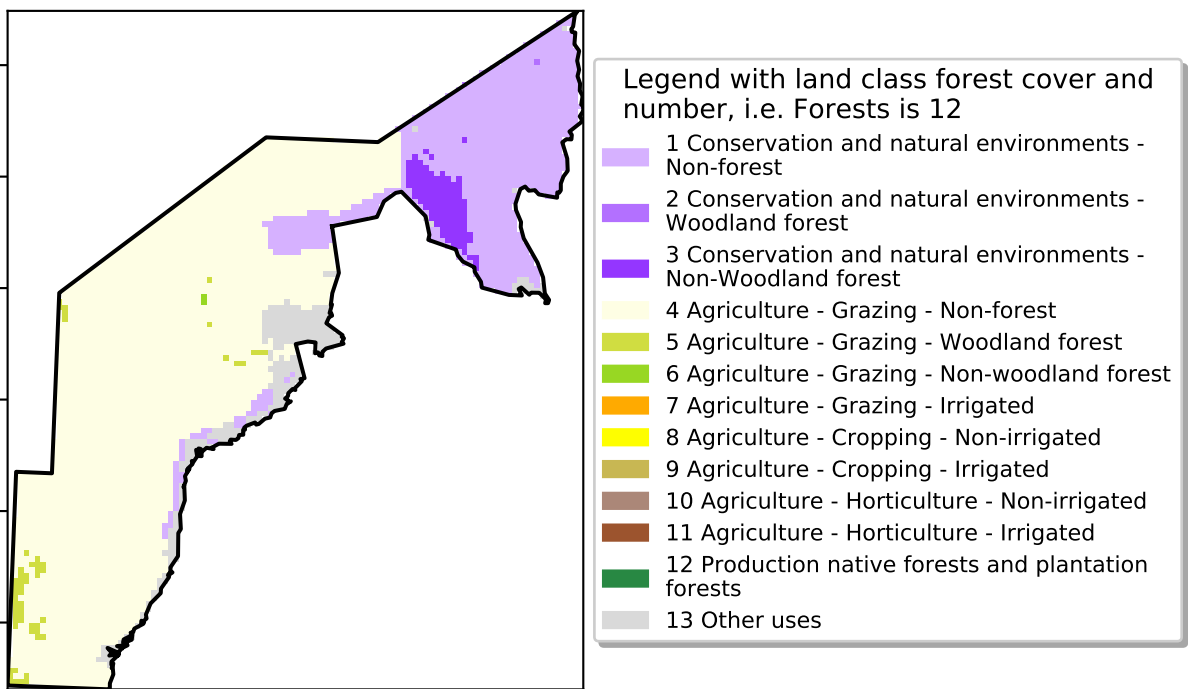 Legend with land class forest cover and
number, i.e. Forests is 12
1 Conservation and natural environments -
Non-forest
2 Conservation and natural environments -
Woodland forest
3 Conservation and natural environments -
Non-Woodland forest
4 Agriculture - Grazing - Non-forest
5 Agriculture - Grazing - Woodland forest
6 Agriculture - Grazing - Non-woodland forest
7 Agriculture - Grazing - Irrigated
8 Agriculture - Cropping - Non-irrigated
9 Agriculture - Cropping - Irrigated
10 Agriculture - Horticulture - Non-irrigated
11 Agriculture - Horticulture - Irrigated
12 Production native forests and plantation
forests
13 Other uses